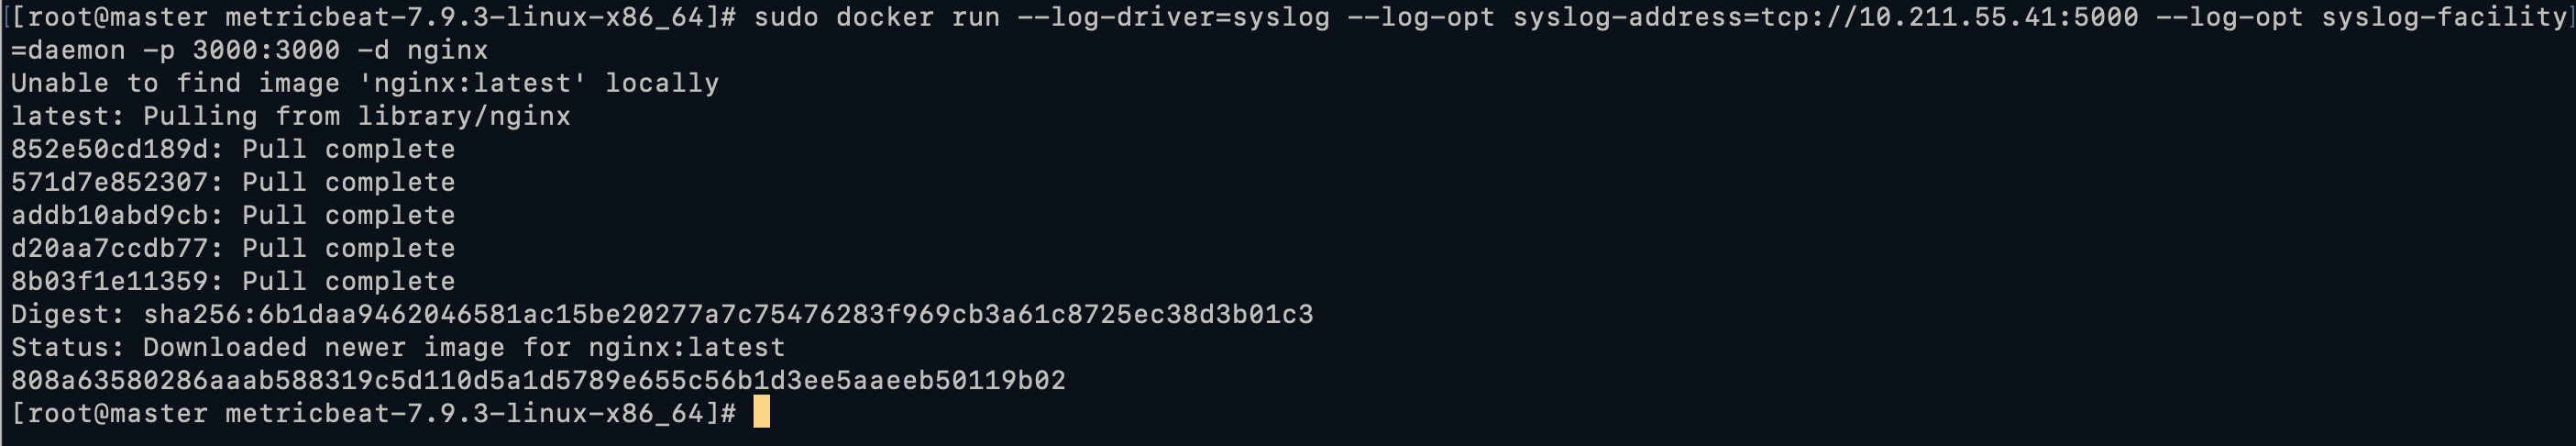 [[root@master metricbeat-7.9.3-linux-x86_64]# sudo docker run --log-driver=syslog --log-opt syslog-address=tcp://10.211.55.41:5000 --log-opt syslog-facility]
=daemon -p 3000:3000 -d nginx
Unable to find image 'nginx:latest' locally
latest: Pulling from library/nginx
852e50cd189d: Pull complete
571d7e852307: Pull complete
addb10abd9cb: Pull complete
d20aa7ccdb77: Pull complete
8b03f1e11359: Pull complete
Digest: sha256:6b1daa9462046581ac15be20277a7c75476283f969cb3a61c8725ec38d3b01c3
Status: Downloaded newer image for nginx:latest
808a63580286aaab588319c5d110d5a1d5789e655c56b1d3ee5aaeeb50119b02
[root@master metricbeat-7.9.3-linux-x86_64]#